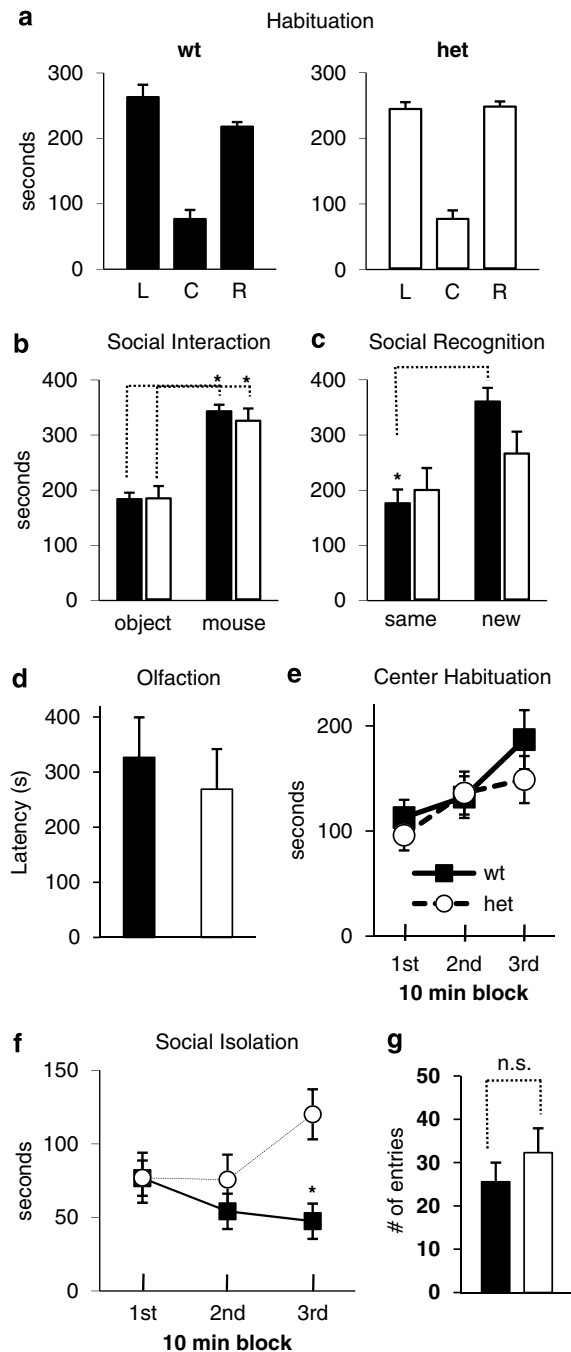 a Habituation
wt het
300 300
200 200
100 100
0 0
seconds
L C R L C R
b Social Interaction c Social Recognition
* * *
400 400
300 300
200 200
100 100
0 0
seconds
object mouse same new
d Olfaction e Center Habituation
400
300
200
100
0
Latency (s)
200
100
0
seconds
wt
het
1st 2nd 3rd
10 min block
f Social Isolation g
150
100
50
0
seconds
*
1st 2nd 3rd
10 min block
n.s.
50
40
30
20
10
0
# of entries